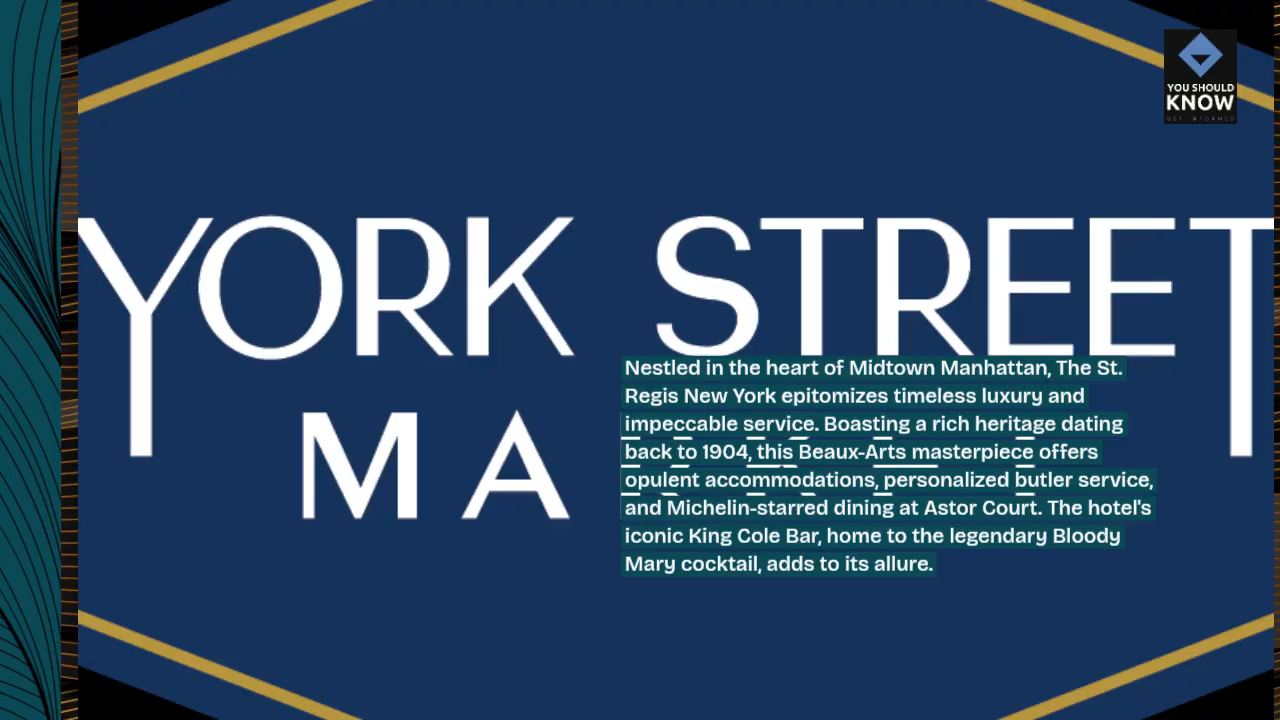 YOU SHOULD
KNOW
GET INFORMED
YORK STREET
MA
Nestled in the heart of Midtown Manhattan, The St.
Regis New York epitomizes timeless luxury and
impeccable service. Boasting a rich heritage dating
back to 1904, this Beaux-Arts masterpiece offers
opulent accommodations, personalized butler service,
and Michelin-starred dining at Astor Court. The hotel's
iconic King Cole Bar, home to the legendary Bloody
Mary cocktail, adds to its allure.